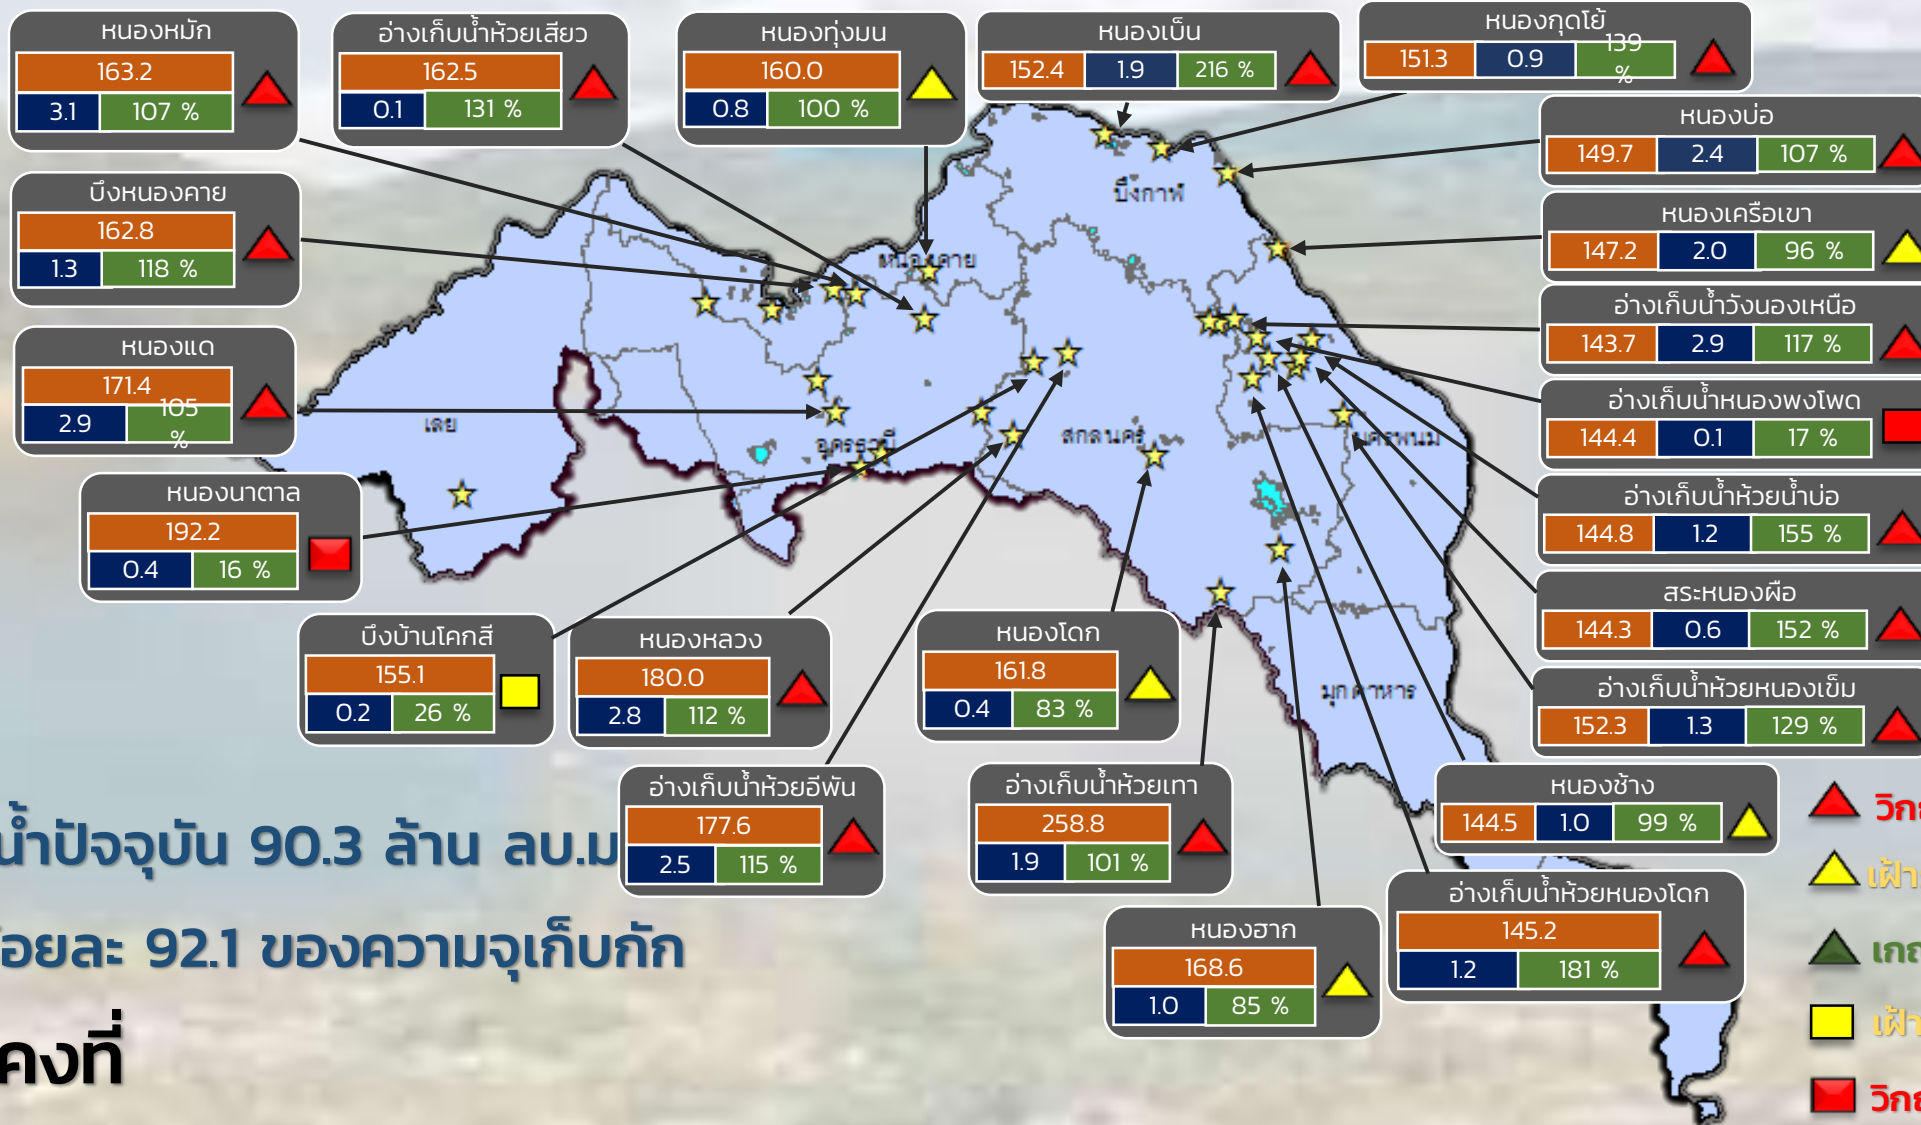 หนองหมัก
163.2
3.1 107 %
อ่างเก็บน้ำห้วยเสียว
162.5
0.1 131 %
หนองทุ่งมน
160.0
0.8 100 %
หนองเบ็น
152.4 1.9 216 %
หนองกุดโย้
151.3 0.9 139 %
หนองบ่อ
149.7 2.4 107 %
บึงหนองคาย
162.8
1.3 118 %
หนองเครือเขา
147.2 2.0 96 %
อ่างเก็บน้ำวังนองเหนือ
143.7 2.9 117 %
หนองแด
171.4
2.9 105 %
อ่างเก็บน้ำหนองพงโพด
144.4 0.1 17 %
หนองนาตาล
192.2
0.4 16 %
อ่างเก็บน้ำห้วยน้ำบ่อ
144.8 1.2 155 %
สระหนองผือ
144.3 0.6 152 %
บึงบ้านโคกสี
155.1
0.2 26 %
หนองหลวง
180.0
2.8 112 %
หนองโดก
161.8
0.4 83 %
อ่างเก็บน้ำห้วยหนองเข็ม
152.3 1.3 129 %
อ่างเก็บน้ำห้วยอีพัน
177.6
2.5 115 %
อ่างเก็บน้ำห้วยเทา
258.8
1.9 101 %
หนองช้าง
144.5 1.0 99 %
หนองฮาก
168.6
1.0 85 %
อ่างเก็บน้ำห้วยหนองโดก
145.2
1.2 181 %
บึงกาฬ
หนองคาย
เลย
อุดรธานี
สกลนคร
นครพนม
มุกดาหาร
น้ำปัจจุบัน 90.3 ล้าน ลบ.ม
้อยละ 92.1 ของความจุเก็บกัก
คงที่